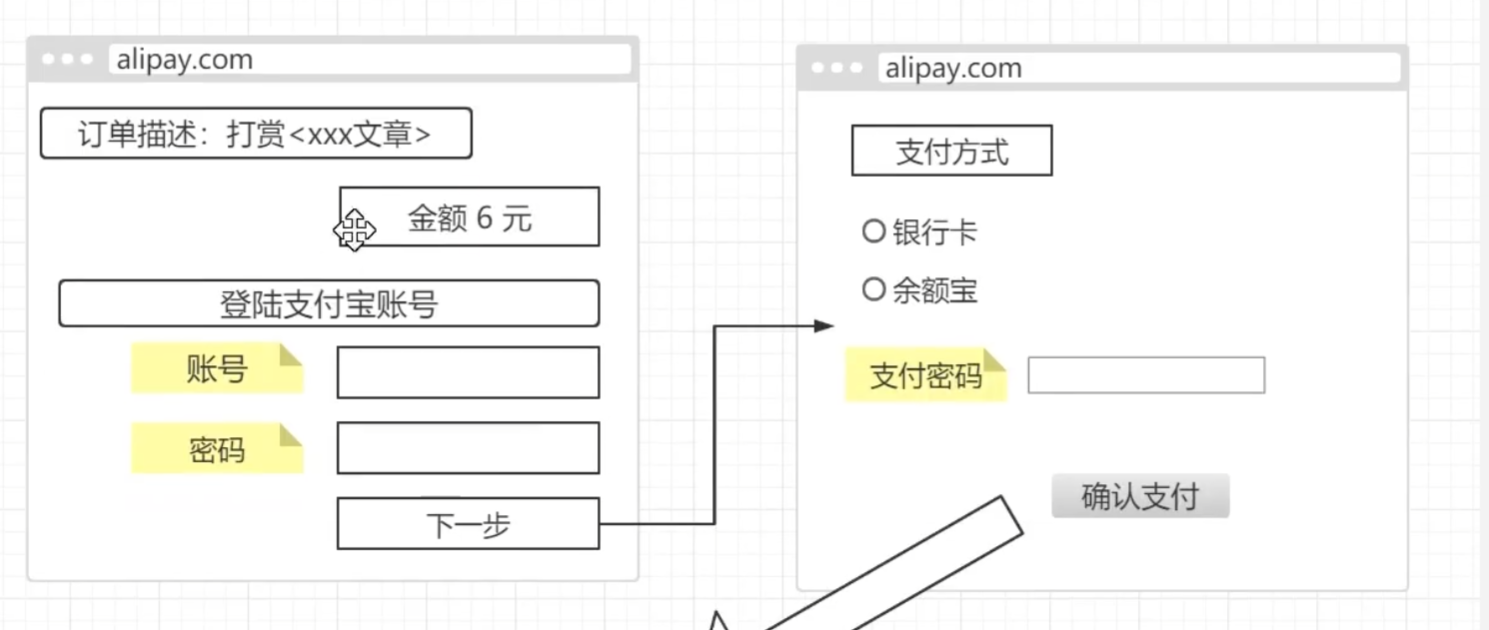 alipay.com
订单描述：打赏<xxx文章>
金额 6 元
登陆支付宝账号
账号
密码
下一步
alipay.com
支付方式
银行卡
余额宝
支付密码
确认支付